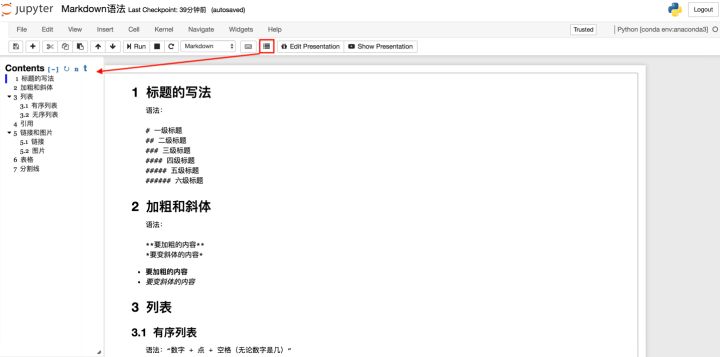 jupyter Markdown语法 Last Checkpoint: 39分钟前 (autosaved)
Logout
File Edit View Insert Cell Kernel Navigate Widgets Help
Trusted
Python [conda env:anaconda3]
Run
Markdown
Edit Presentation
Show Presentation
Contents [-] ↻ n t
1 标题的写法
2 加粗和斜体
3 列表
3.1 有序列表
3.2 无序列表
4 引用
5 链接和图片
5.1 链接
5.2 图片
6 表格
7 分割线
1 标题的写法
语法：
# 一级标题
## 二级标题
### 三级标题
#### 四级标题
##### 五级标题
###### 六级标题
2 加粗和斜体
语法：
**要加粗的内容**
*要变斜体的内容*
• 要加粗的内容
• 要变斜体的内容
3 列表
3.1 有序列表
语法：“数字 + 点 + 空格（无论数字是几）”